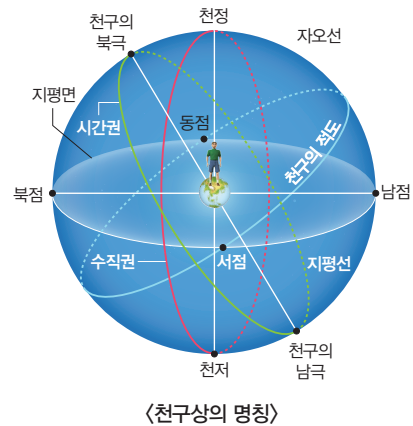 천구의
북극
천정
자오선
지평면
시간권
동점
천구의 적도
북점
남점
수직권
서점
지평선
천저
천구의
남극
〈천구상의 명칭〉